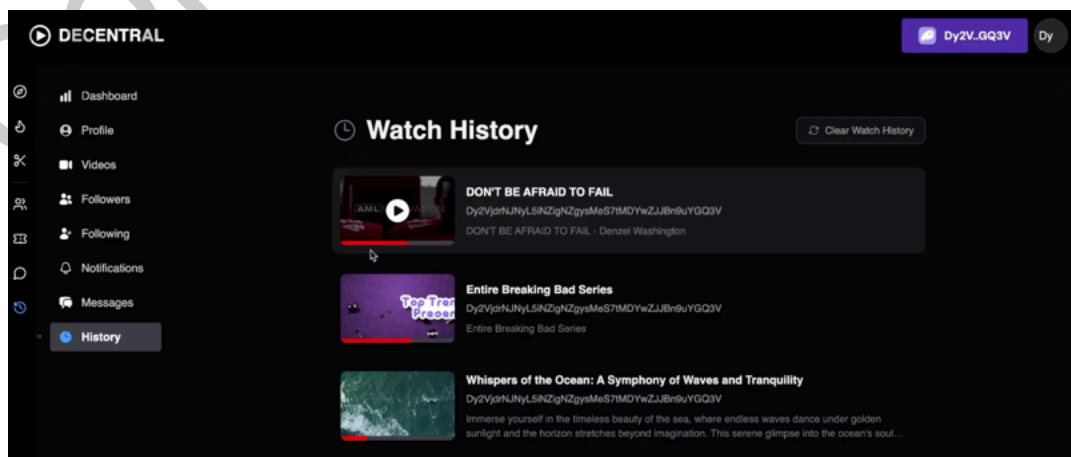 DECENTRAL
Dy2V..GQ3V
Dy
Dashboard
Profile
Videos
Followers
Following
Notifications
Messages
History
Watch History
Clear Watch History
DON'T BE AFRAID TO FAIL
Dy2VjdrNJNyL5iNZigNZgysMeS7tMDYwZJJBn9uYGQ3V
DON'T BE AFRAID TO FAIL - Denzel Washington
Entire Breaking Bad Series
Dy2VjdrNJNyL5iNZigNZgysMeS7tMDYwZJJBn9uYGQ3V
Entire Breaking Bad Series
Top Tran
Presen
Whispers of the Ocean: A Symphony of Waves and Tranquility
Dy2VjdrNJNyL5iNZigNZgysMeS7tMDYwZJJBn9uYGQ3V
Immerse yourself in the timeless beauty of the sea, where endless waves dance under golden
sunlight and the horizon stretches beyond imagination. This serene glimpse into the ocean's soul...